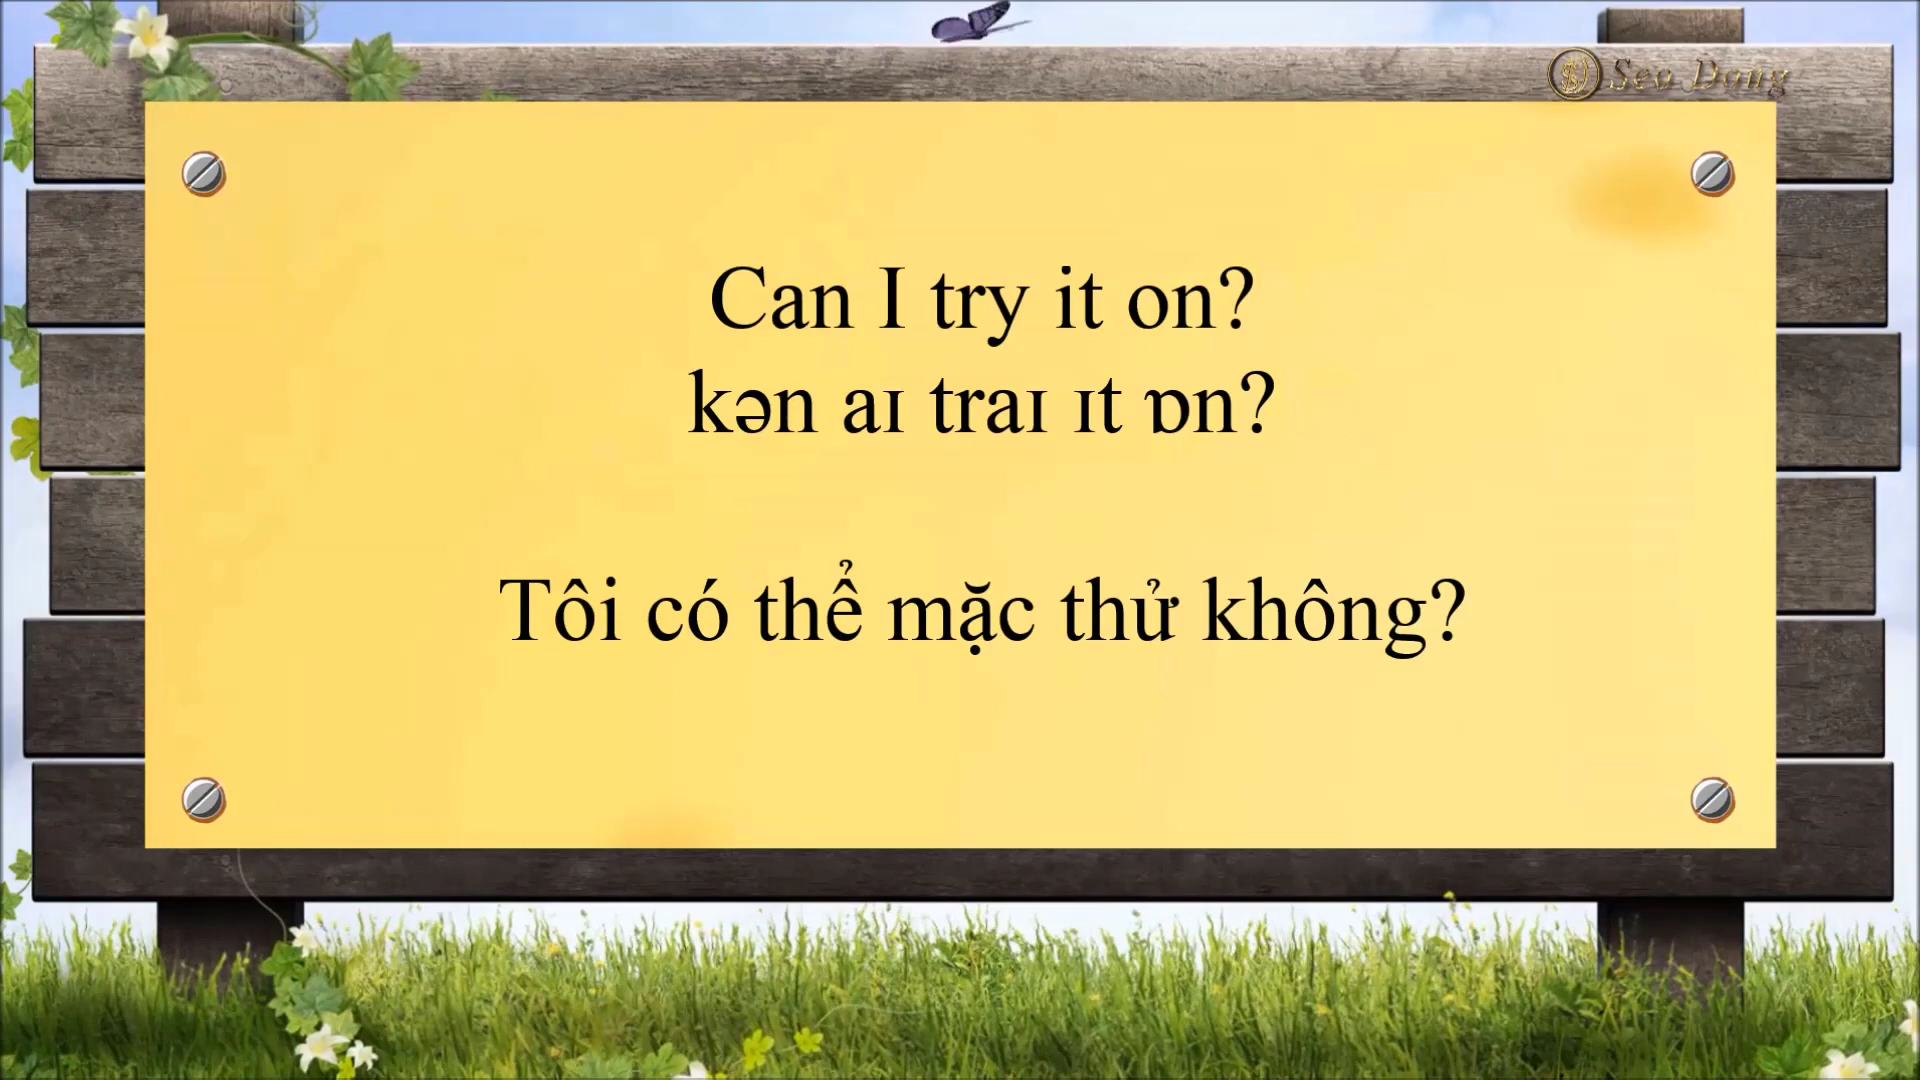 Seo Dong
Can I try it on?
kən aɪ traɪ ɪt ɒn?
Tôi có thể mặc thử không?